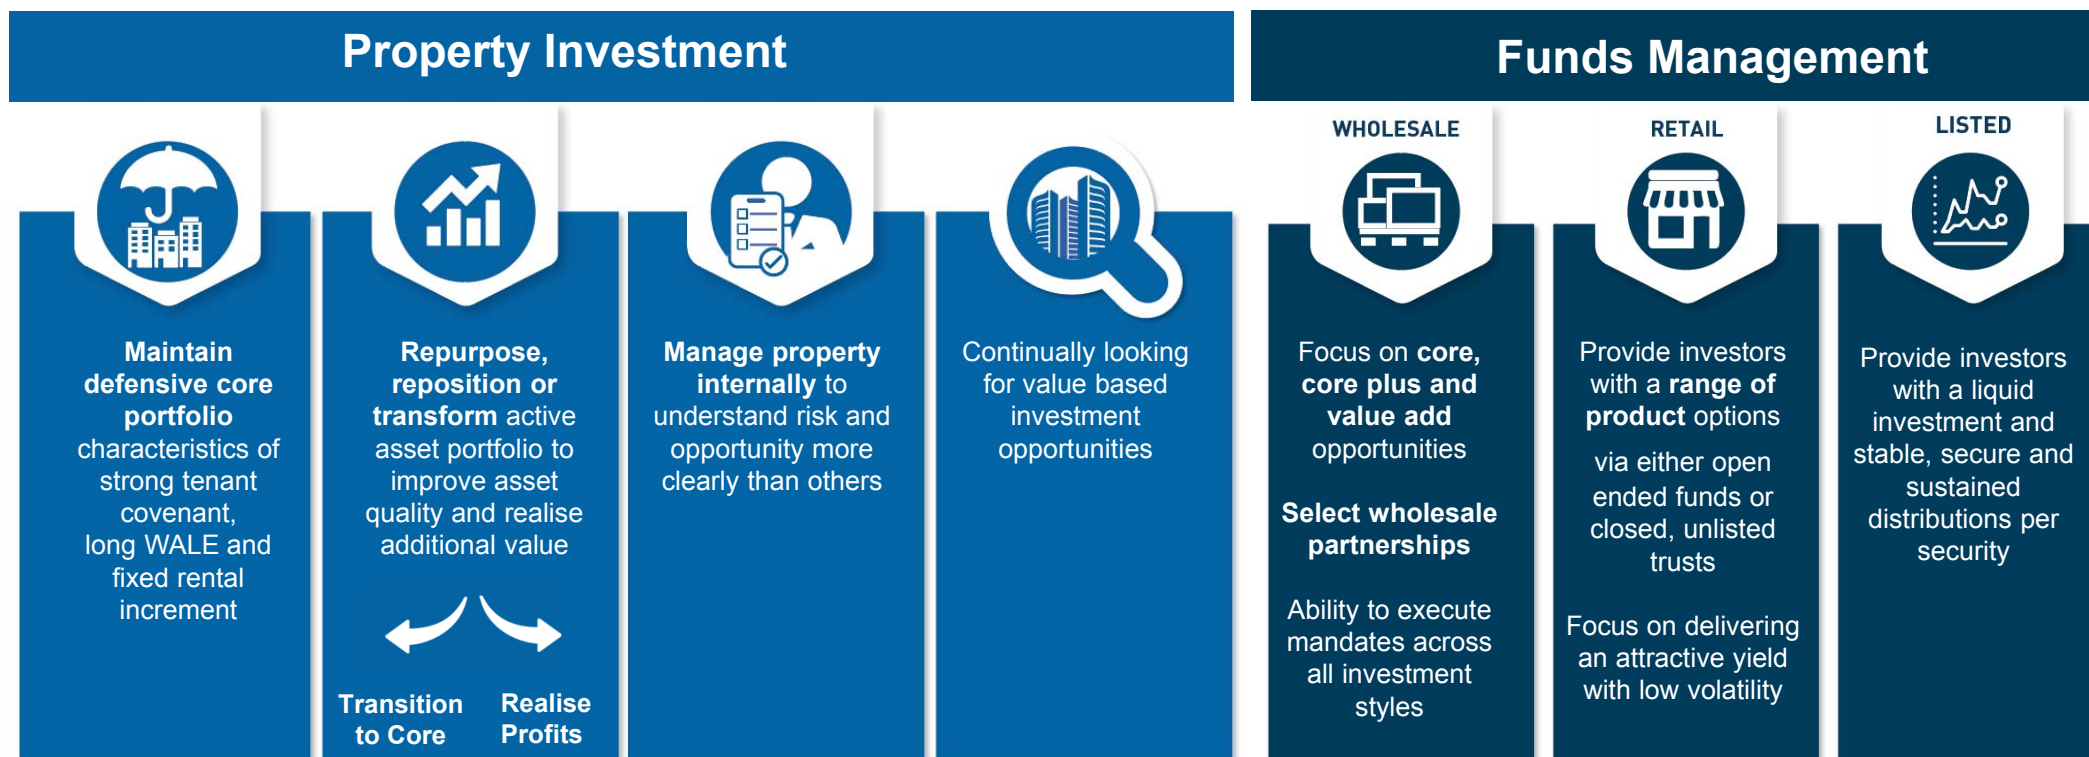 Property Investment
Maintain
defensive core
portfolio
characteristics of
strong tenant
covenant,
long WALE and
fixed rental
increment
Repurpose,
reposition or
transform active
asset portfolio to
improve asset
quality and realise
additional value
Transition
to Core
Realise
Profits
Manage property
internally to
understand risk and
opportunity more
clearly than others
Continually looking
for value based
investment
opportunities
Funds Management
WHOLESALE
Focus on core,
core plus and
value add
opportunities
Select wholesale
partnerships
Ability to execute
mandates across
all investment
styles
RETAIL
Provide investors
with a range of
product options
via either open
ended funds or
closed, unlisted
trusts
Focus on delivering
an attractive yield
with low volatility
LISTED
Provide investors
with a liquid
investment and
stable, secure and
sustained
distributions per
security